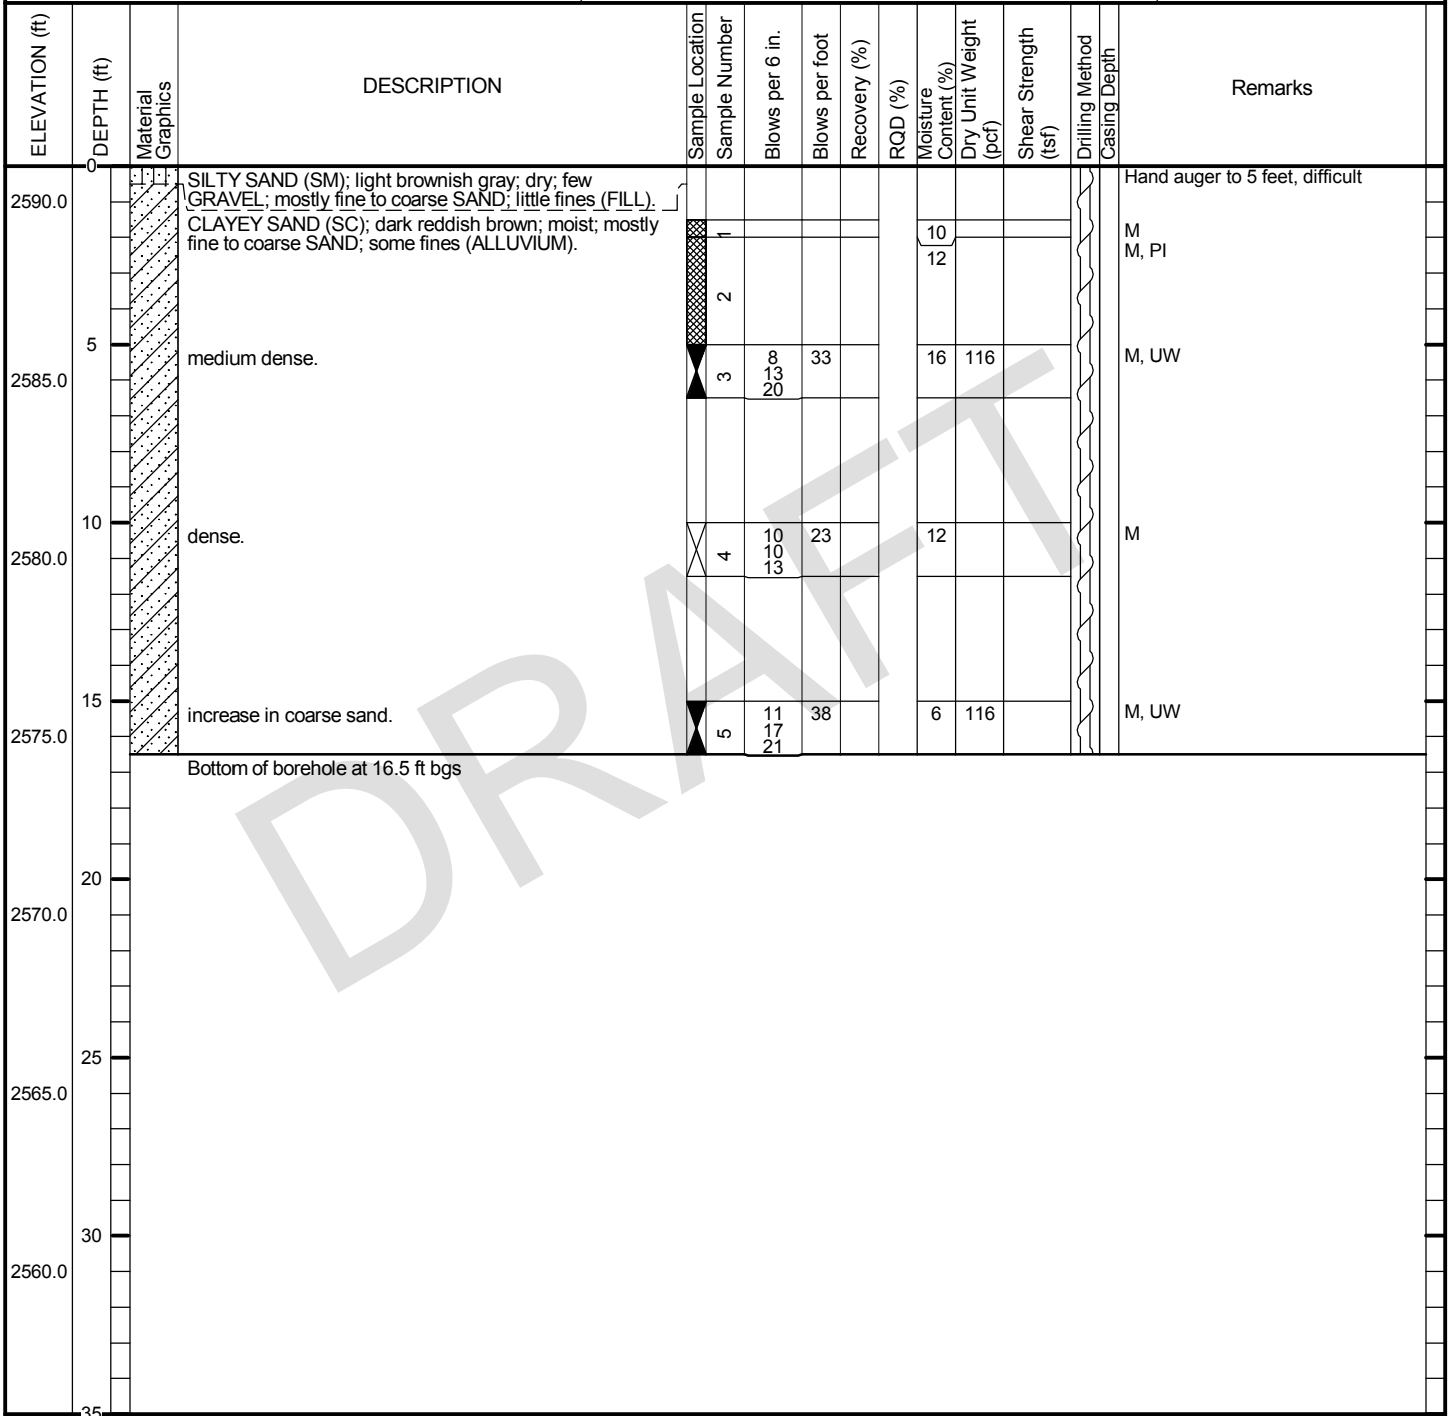 ELEVATION (ft)
DEPTH (ft)
Material
Graphics
DESCRIPTION
Sample Location
Sample Number
Blows per 6 in.
Blows per foot
Recovery (%)
RQD (%)
Moisture
Content (%)
Dry Unit Weight
(pcf)
Shear Strength
(tsf)
Drilling Method
Casing Depth
Remarks
0
SILTY SAND (SM); light brownish gray; dry; few
GRAVEL; mostly fine to coarse SAND; little fines (FILL).
Hand auger to 5 feet, difficult
2590.0
CLAYEY SAND (SC); dark reddish brown; moist; mostly
fine to coarse SAND; some fines (ALLUVIUM).
1
10
M
12
M, PI
2
5
medium dense.
3
8
13
20
33
16
116
M, UW
2585.0
10
dense.
4
10
10
13
23
12
M
2580.0
15
increase in coarse sand.
5
11
17
21
38
6
116
M, UW
2575.0
Bottom of borehole at 16.5 ft bgs
20
2570.0
25
2565.0
30
2560.0
35
DRAFT